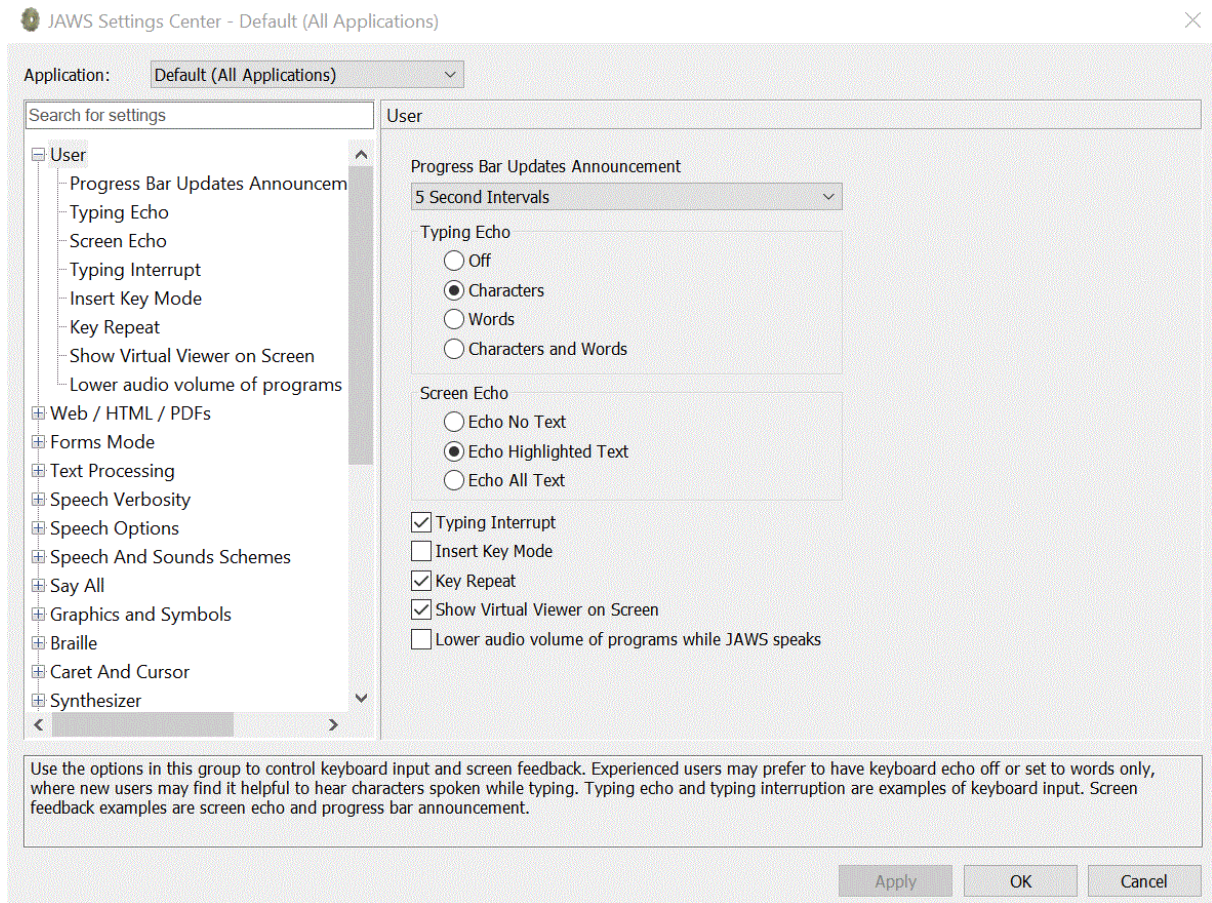 JAWS Settings Center - Default (All Applications)
Application: Default (All Applications)
Search for settings
User
Progress Bar Updates Announcem
Typing Echo
Screen Echo
Typing Interrupt
Insert Key Mode
Key Repeat
Show Virtual Viewer on Screen
Lower audio volume of programs
Web / HTML / PDFs
Forms Mode
Text Processing
Speech Verbosity
Speech Options
Speech And Sounds Schemes
Say All
Graphics and Symbols
Braille
Caret And Cursor
Synthesizer
User
Progress Bar Updates Announcement
5 Second Intervals
Typing Echo
Off
Characters
Words
Characters and Words
Screen Echo
Echo No Text
Echo Highlighted Text
Echo All Text
Typing Interrupt
Insert Key Mode
Key Repeat
Show Virtual Viewer on Screen
Lower audio volume of programs while JAWS speaks
Use the options in this group to control keyboard input and screen feedback. Experienced users may prefer to have keyboard echo off or set to words only,
where new users may find it helpful to hear characters spoken while typing. Typing echo and typing interruption are examples of keyboard input. Screen
feedback examples are screen echo and progress bar announcement.
Apply
OK
Cancel